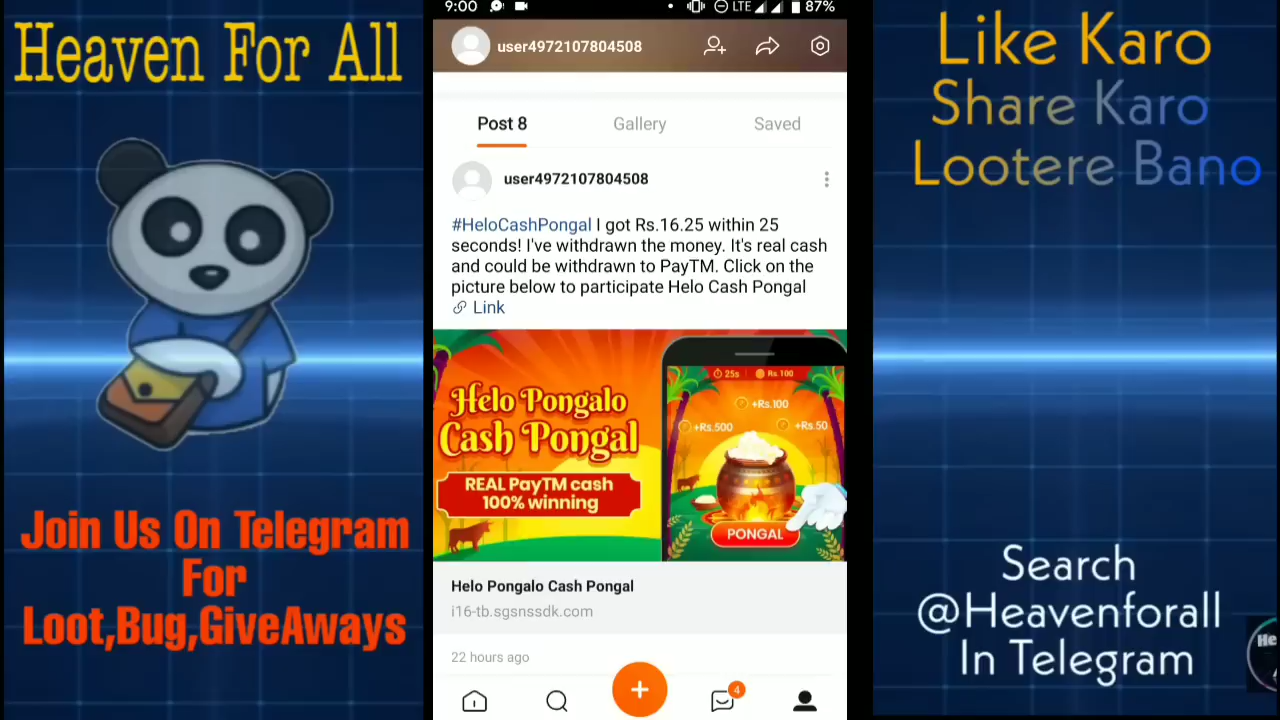 Heaven For All
Join Us On Telegram
For
Loot,Bug,GiveAways
9:00
LTE
87%
user4972107804508
Post 8
Gallery
Saved
user4972107804508
#HeloCashPongal I got Rs.16.25 within 25
seconds! I've withdrawn the money. It's real cash
and could be withdrawn to PayTM. Click on the
picture below to participate Helo Cash Pongal
Link
Helo Pongalo
Cash Pongal
REAL PayTM cash
100% winning
25s
Rs.100
+Rs.100
+Rs.500
+Rs.50
PONGAL
Helo Pongalo Cash Pongal
i16-tb.sgsnssdk.com
22 hours ago
4
Like Karo
Share Karo
Lootere Bano
Search
@Heavenforall
In Telegram